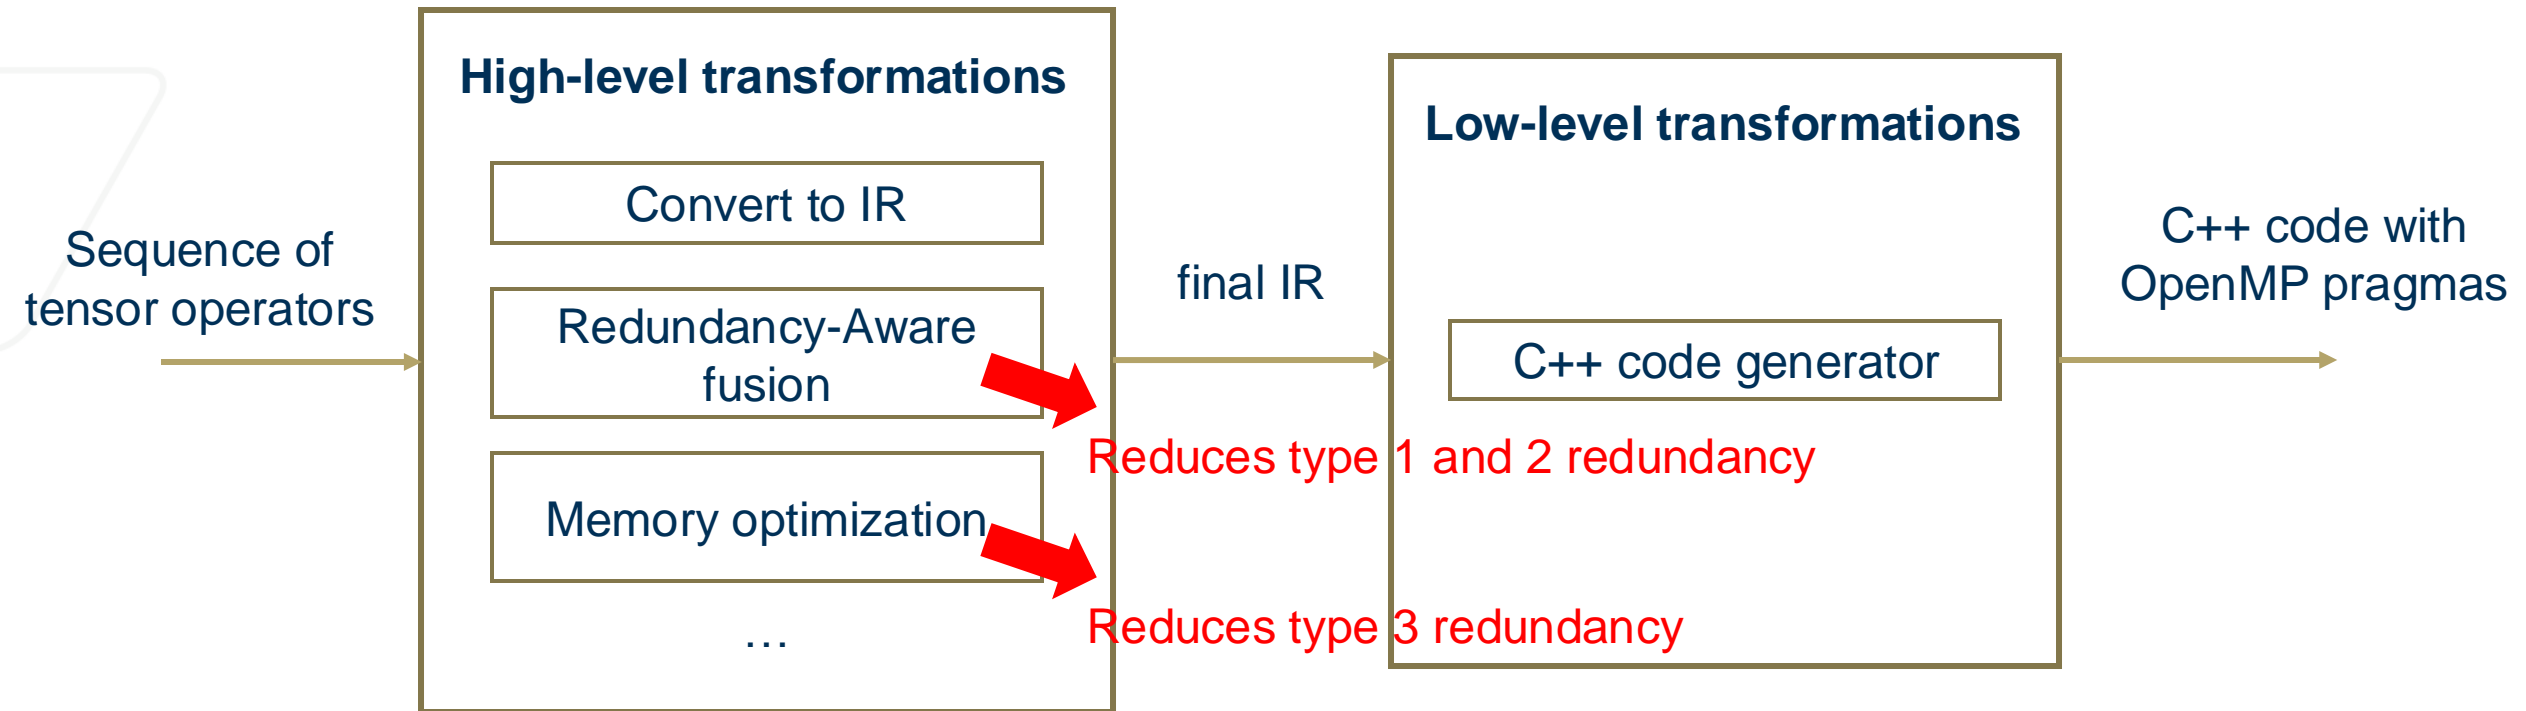 Sequence of
tensor operators
High-level transformations
Convert to IR
Redundancy-Aware
fusion
Memory optimization
…
final IR
Reduces type 1 and 2 redundancy
Reduces type 3 redundancy
Low-level transformations
C++ code generator
C++ code with
OpenMP pragmas